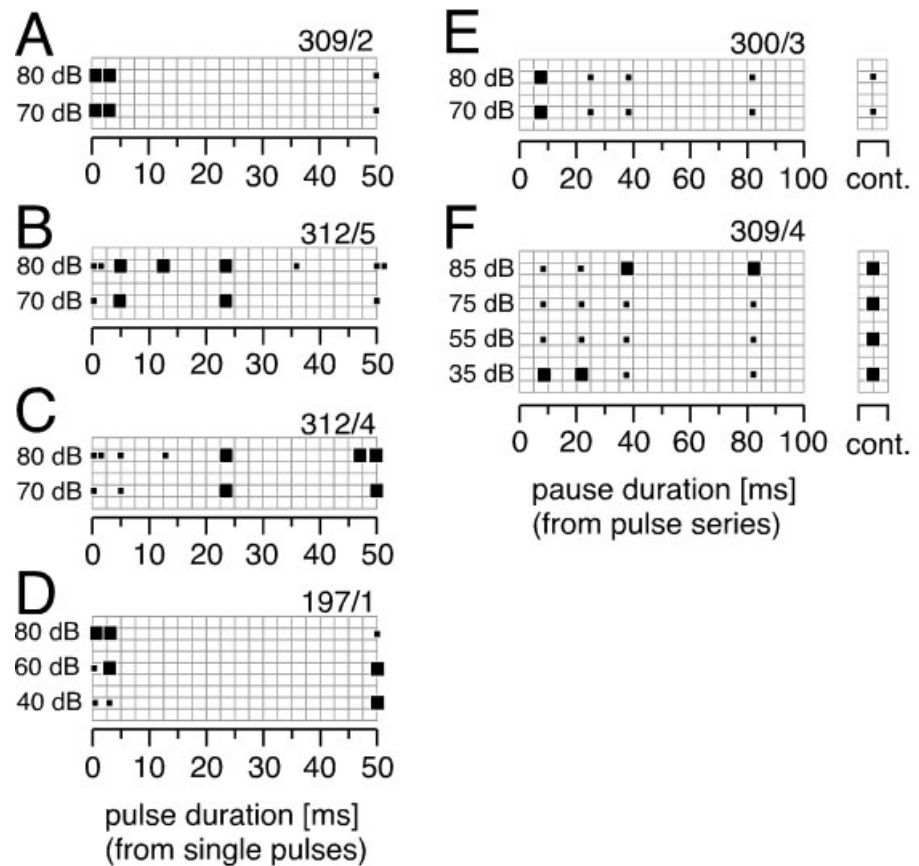 A
309/2
80 dB
70 dB
0 10 20 30 40 50
B
312/5
80 dB
70 dB
0 10 20 30 40 50
C
312/4
80 dB
70 dB
0 10 20 30 40 50
D
197/1
80 dB
60 dB
40 dB
0 10 20 30 40 50
pulse duration [ms]
(from single pulses)
E
300/3
80 dB
70 dB
0 20 40 60 80 100 cont.
F
309/4
85 dB
75 dB
55 dB
35 dB
0 20 40 60 80 100 cont.
pause duration [ms]
(from pulse series)